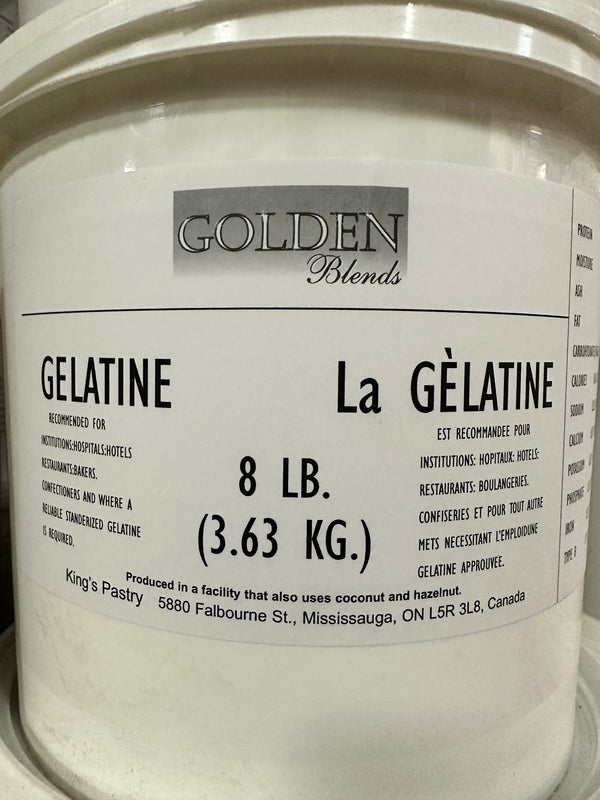 GOLDEN
Blends
GELATINE
RECOMMENDED FOR
INSTITUTIONS:HOSPITALS:HOTELS
RESTAURANTS:BAKERS.
CONFECTIONERS AND WHERE A
RELIABLE STANDERIZED GELATINE
IS REQUIRED.
La GÈLATINE
EST RECOMMANDEE POUR
INSTITUTIONS: HOPITAUX: HOTELS:
RESTAURANTS: BOULANGERIES.
CONFISERIES ET POUR TOUT AUTRE
METS NECESSITANT L'EMPLOIDUNE
GELATINE APPROUVEE.
8 LB.
(3.63 KG.)
Produced in a facility that also uses coconut and hazelnut.
King's Pastry 5880 Falbourne St., Mississauga, ON L5R 3L8, Canada
PROTEIN
MOISTURE
ASH
FAT
CARBOHYDRATES
CALORIES
SODIUM
CALCIUM
POTASSIUM
PHOSPHATE
IRON
TYPE B